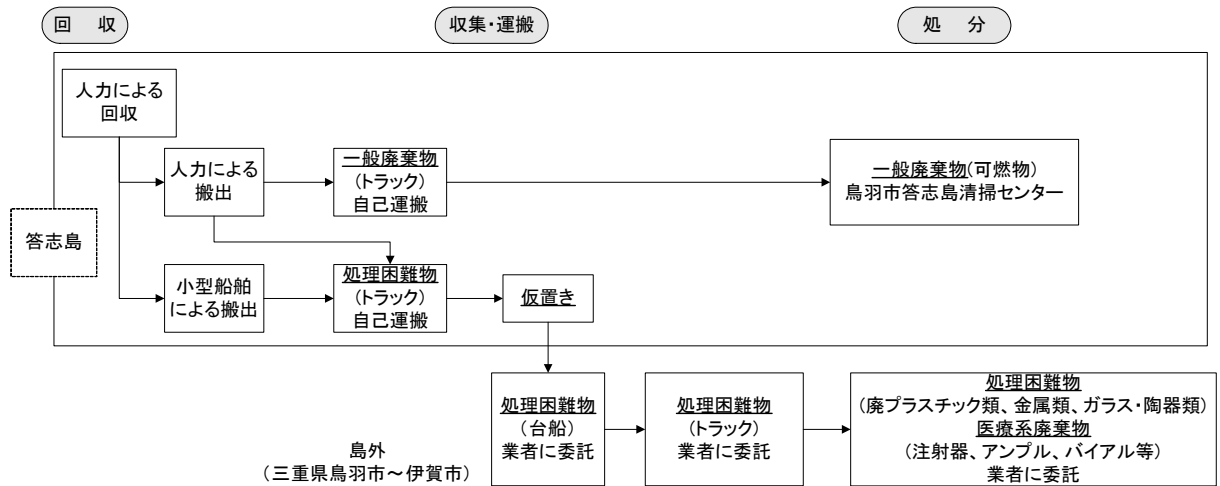 回　収
収集・運搬
処　分
人力による
回収
人力による
搬出
一般廃棄物
(トラック)
自己運搬
一般廃棄物(可燃物)
鳥羽市答志島清掃センター
答志島
小型船舶
による搬出
処理困難物
(トラック)
自己運搬
仮置き
処理困難物
(台船)
業者に委託
処理困難物
(トラック)
業者に委託
処理困難物
(廃プラスチック類、金属類、ガラス・陶器類)
医療系廃棄物
(注射器、アンプル、バイアル等)
業者に委託
島外
(三重県鳥羽市～伊賀市)